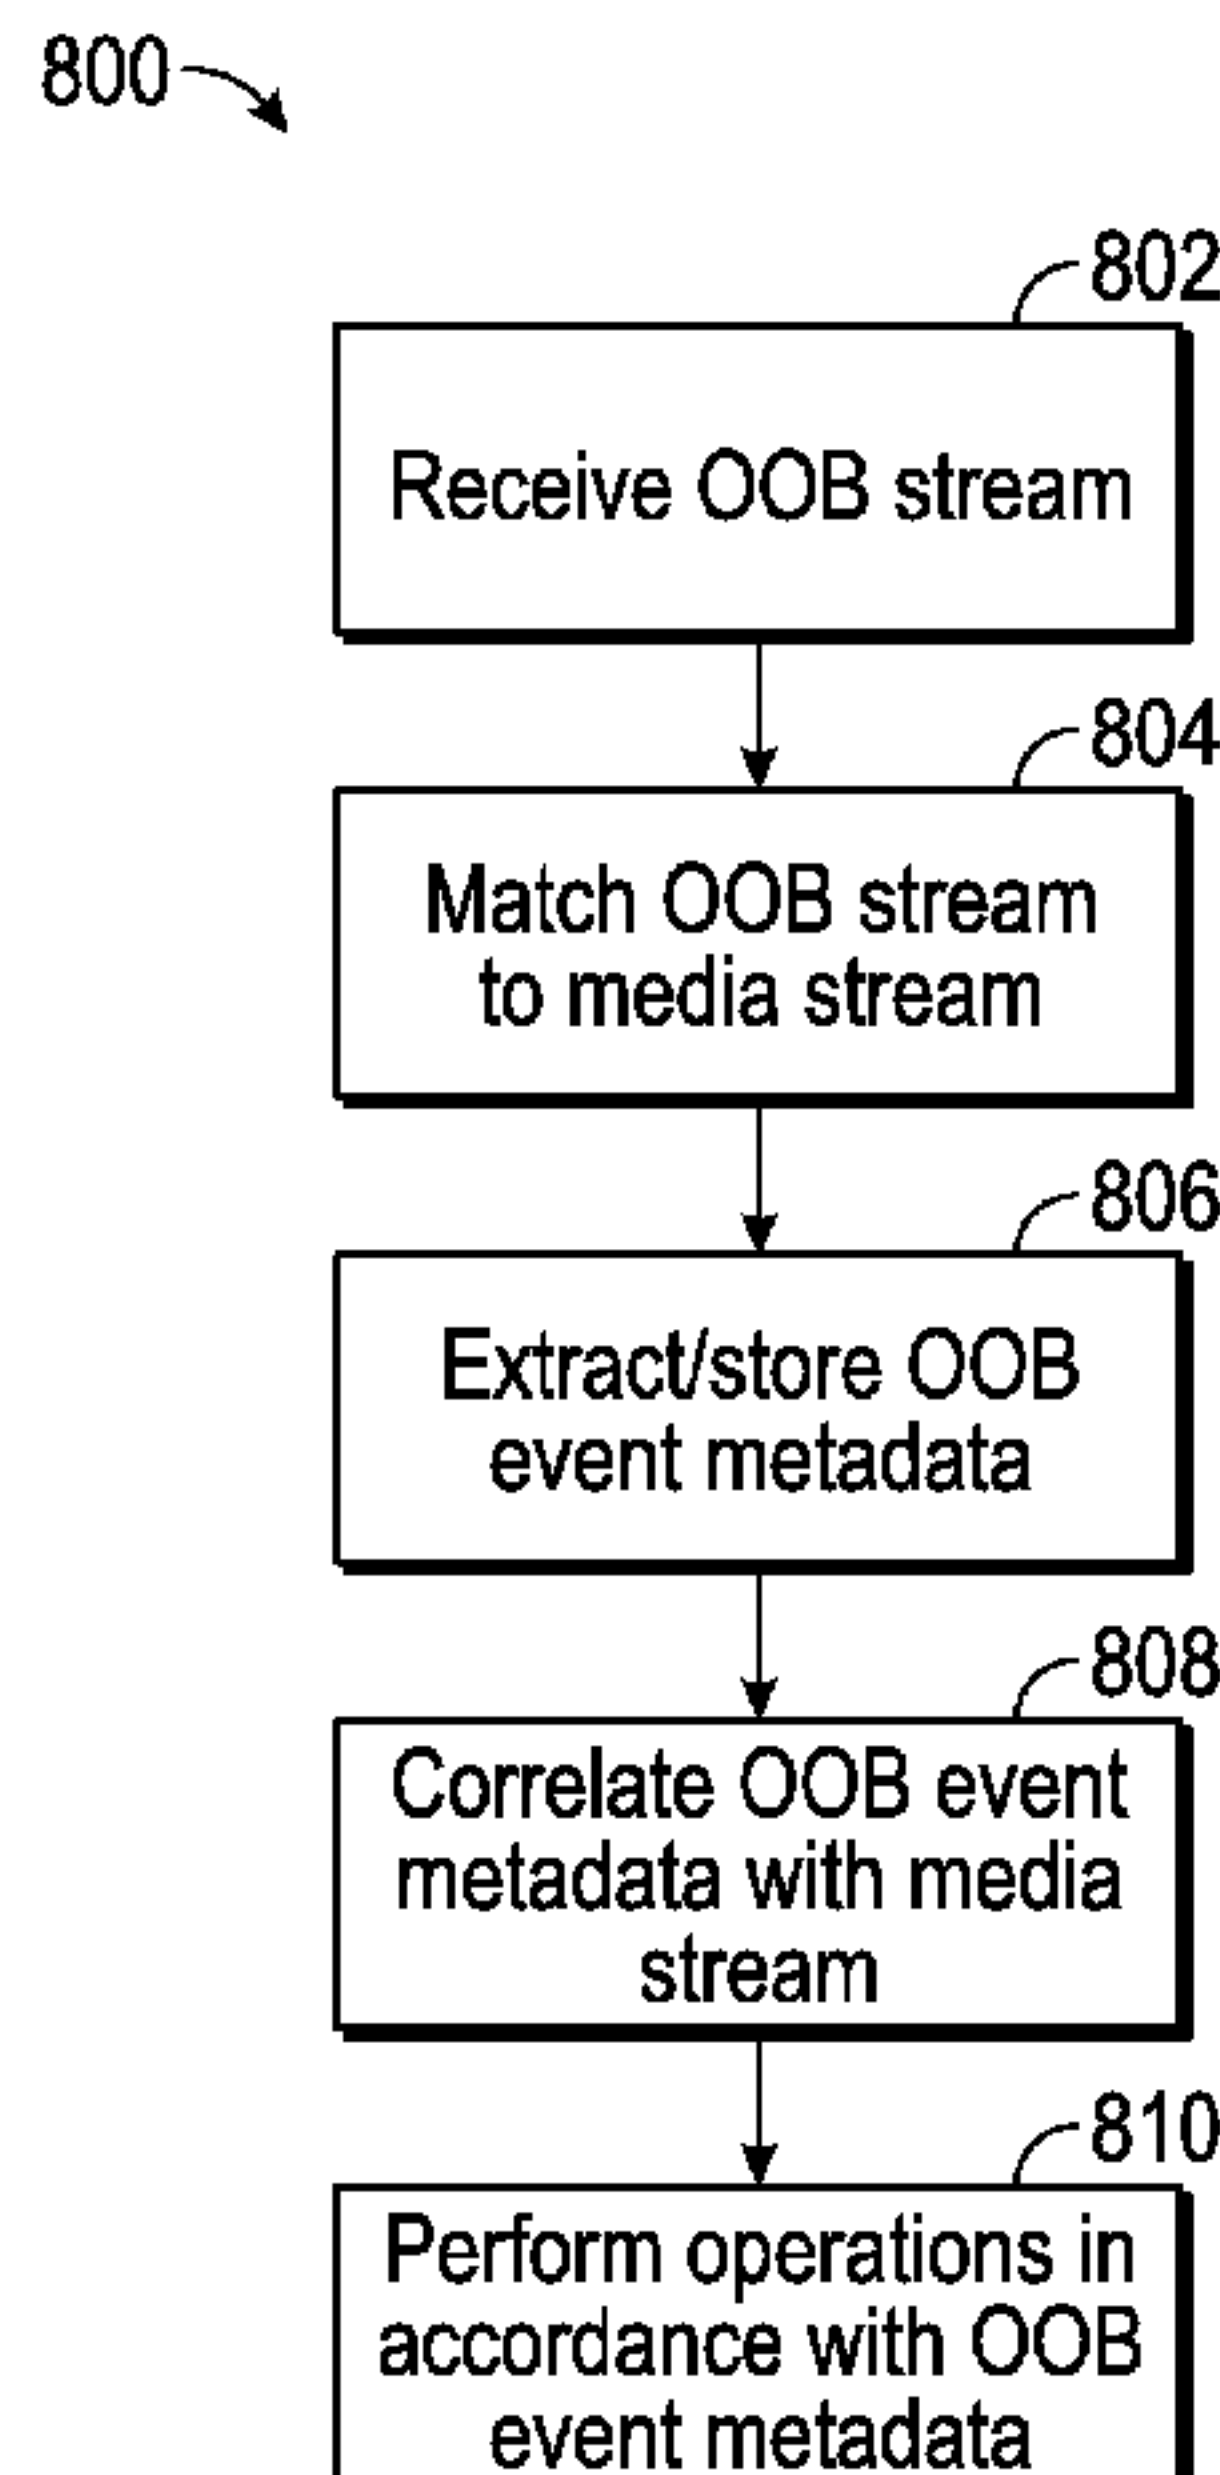 800
802
Receive OOB stream
804
Match OOB stream
to media stream
806
Extract/store OOB
event metadata
808
Correlate OOB event
metadata with media
stream
810
Perform operations in
accordance with OOB
event metadata